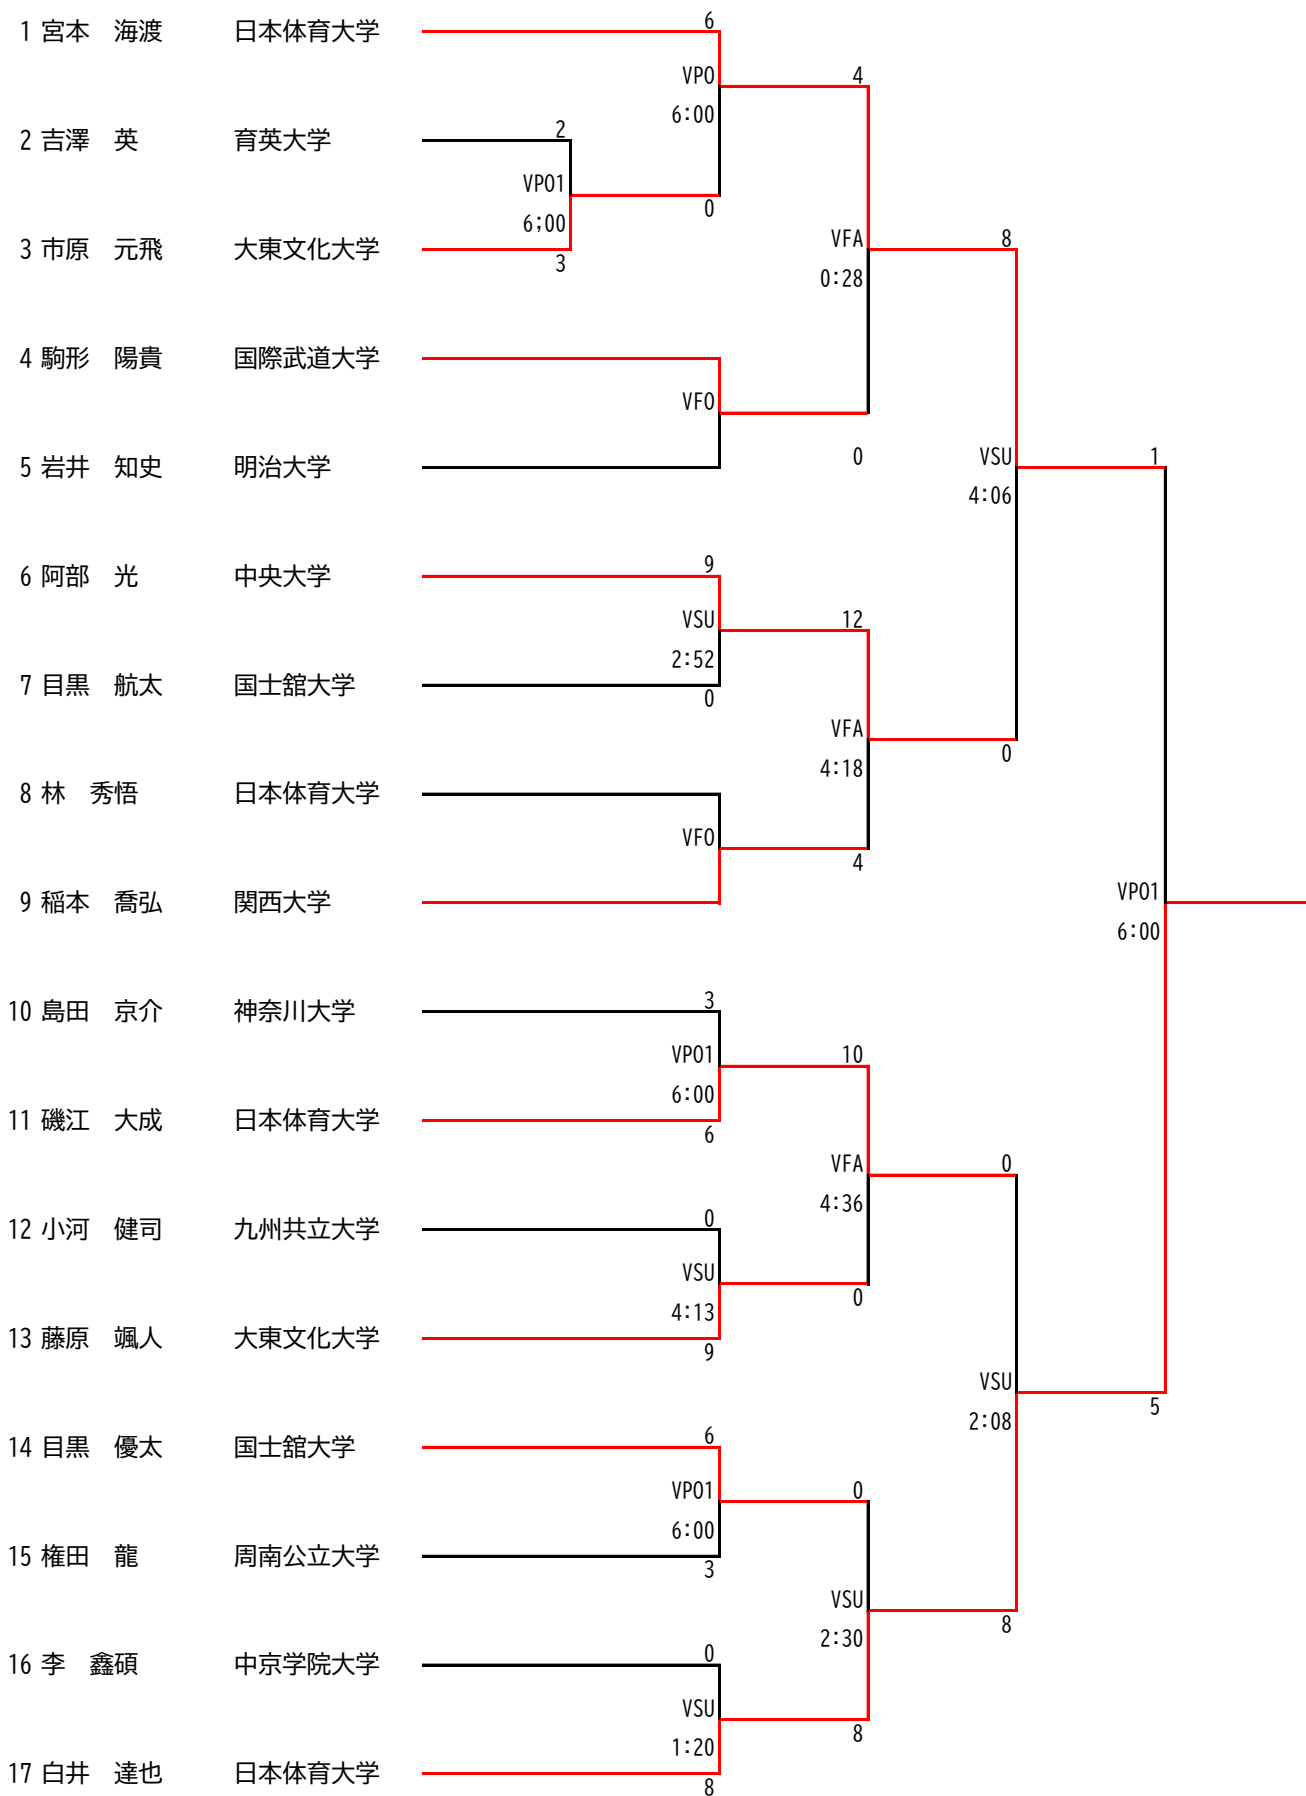 6
1 宮本　海渡 日本体育大学
VPO 4
6:00
2
2 吉澤　英 育英大学
VPO1
0
6;00
3 市原　元飛 大東文化大学 VFA 8
3
0:28
4 駒形　陽貴 国際武道大学
VFO
5 岩井　知史 明治大学 0 VSU 1
4:06
9
6 阿部　光 中央大学
VSU 12
2:52
7 目黒　航太 国士舘大学
0
VFA
0
4:18
8 林　秀悟 日本体育大学
VFO
4
9 稲本　喬弘 関西大学 VPO1
6:00
3
10 島田　京介 神奈川大学
VPO1 10
6:00
11 磯江　大成 日本体育大学
6
VFA 0
4:36
0
12 小河　健司 九州共立大学
VSU
0
4:13
13 藤原　颯人 大東文化大学
9
VSU
5
2:08
6
14 目黒　優太 国士舘大学
VPO1 0
6:00
15 権田　龍 周南公立大学
3
VSU
8
2:30
0
16 李　鑫碩 中京学院大学
VSU
8
1:20
17 白井　達也 日本体育大学
8